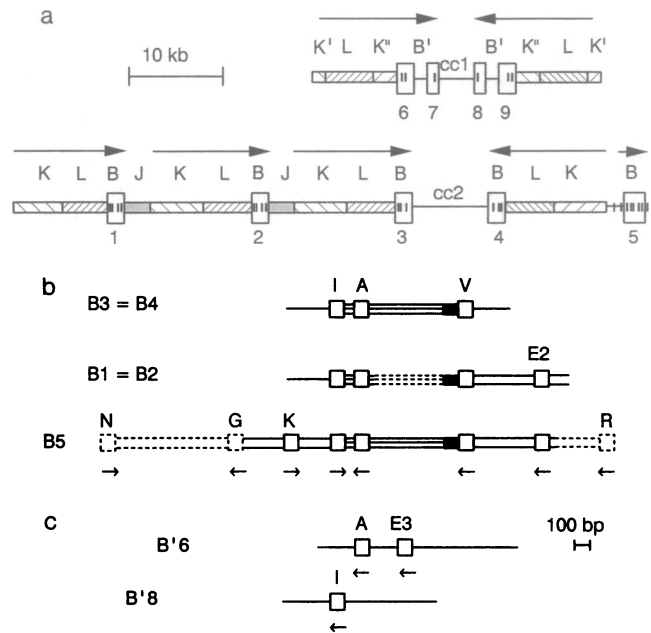 a
10 kb
K' L K" B' cc1 B' K" L K'
6 7 8 9
K L B J K L B J K L B cc2 B L K B
1 2 3 4 5
b
I A V
B3 = B4
E2
B1 = B2
N G K R
B5
c
A E3 100 bp
B'6
I
B'8